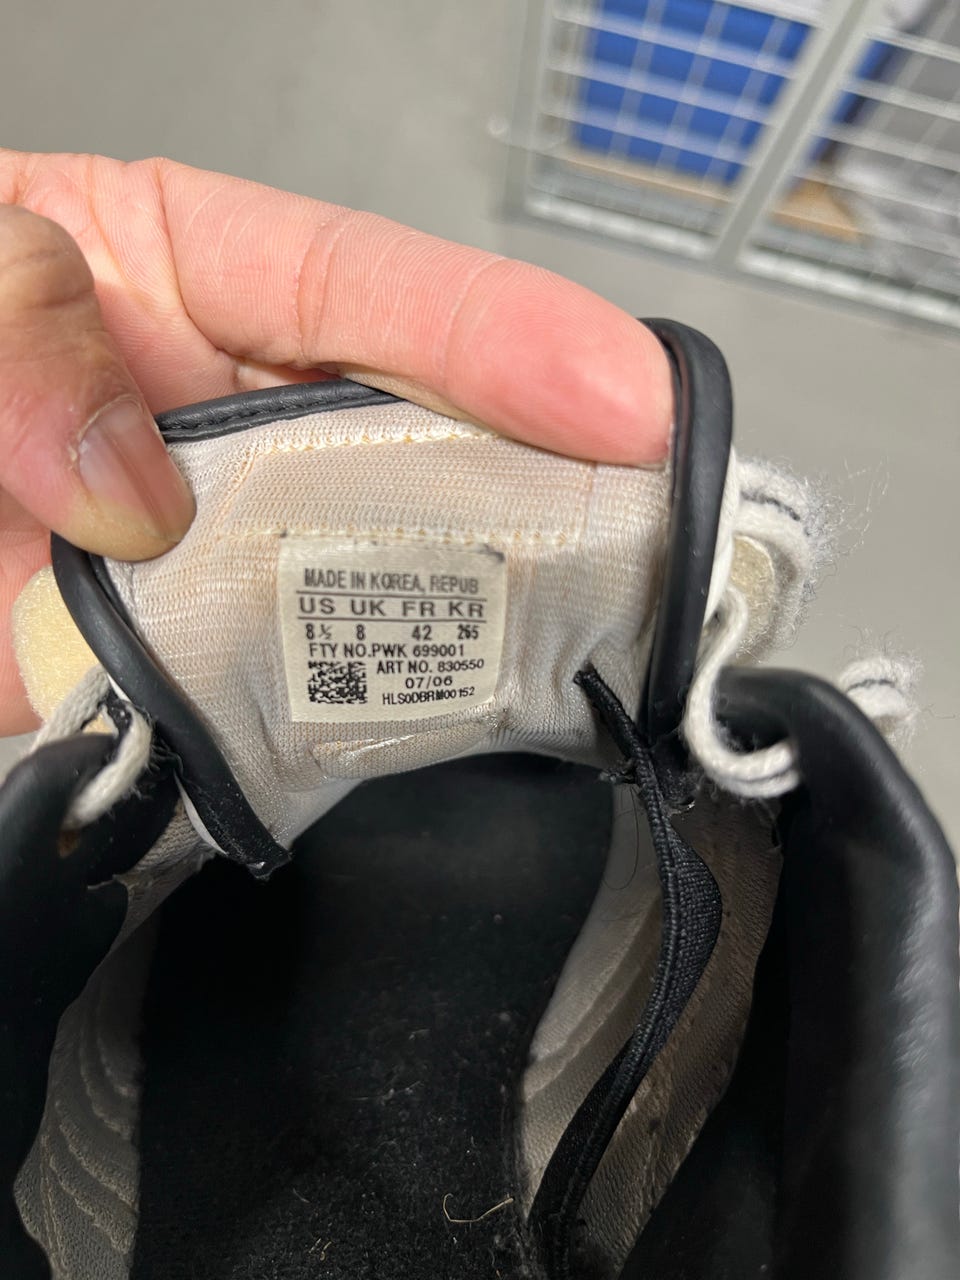 MADE IN KOREA, REPUB
US UK FR KR
8½ 8 42 265
FTY NO.PWK 699001
ART NO. 830550
07/06
HLS0DBRM00152